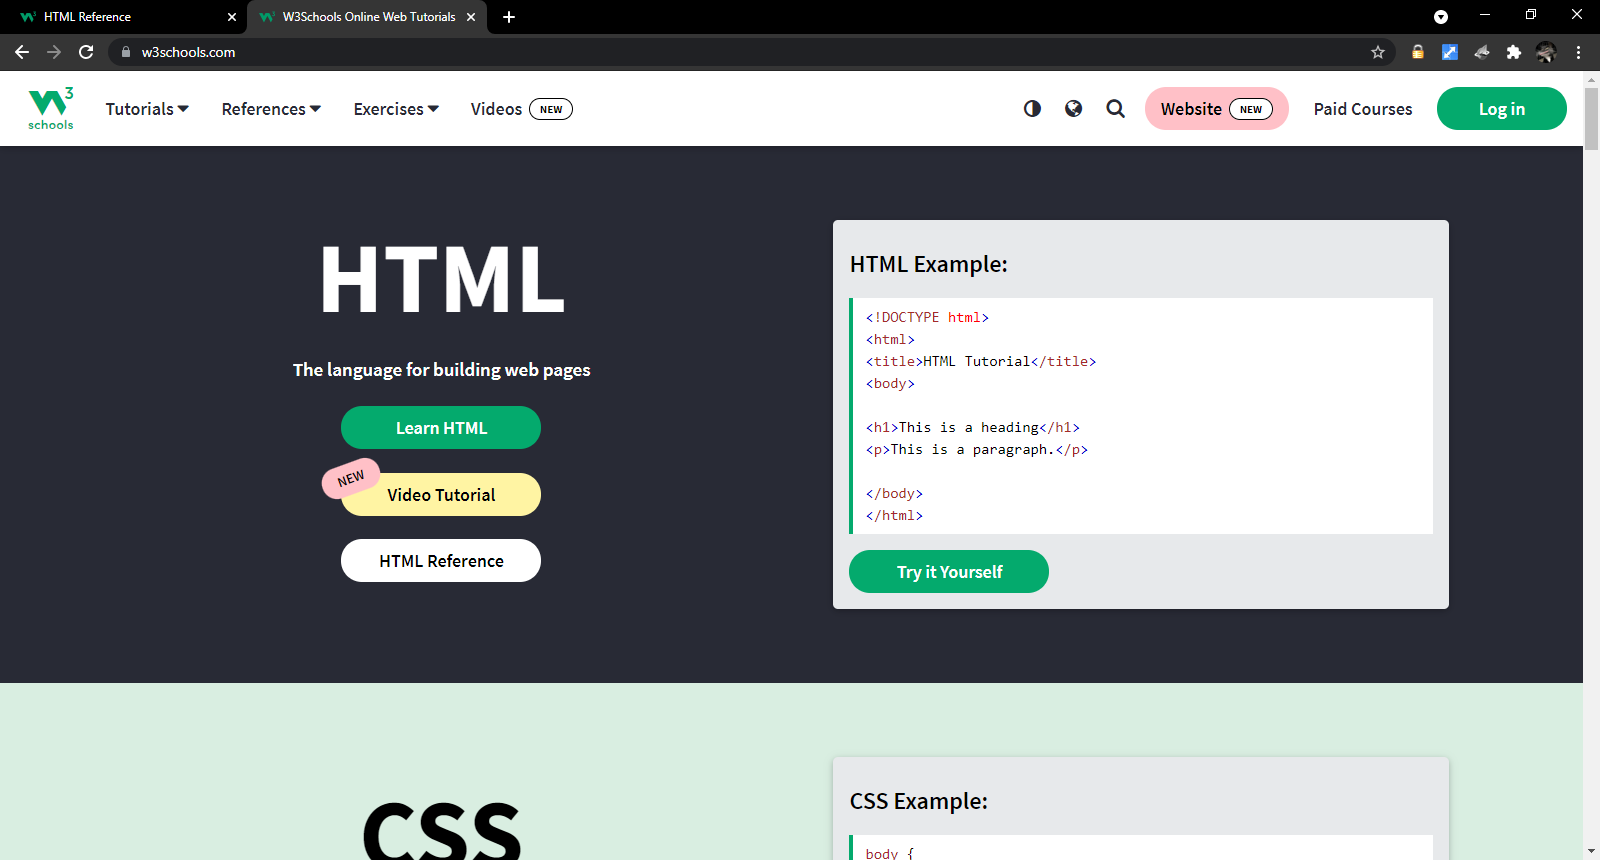 HTML Reference
W3Schools Online Web Tutorials
w3schools.com
W 3
schools
Tutorials
References
Exercises
Videos NEW
Website NEW
Paid Courses
Log in
HTML
The language for building web pages
Learn HTML
NEW
Video Tutorial
HTML Reference
HTML Example:
<!DOCTYPE html>
<html>
<title>HTML Tutorial</title>
<body>
<h1>This is a heading</h1>
<p>This is a paragraph.</p>
</body>
</html>
Try it Yourself
CSS
CSS Example:
body {